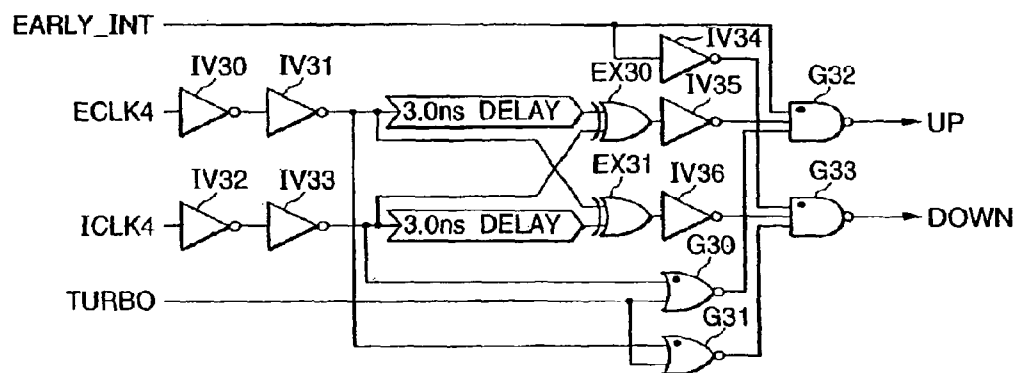 EARLY_INT
IV34
IV30
IV31
EX30
IV35
G32
ECLK4
3.0ns DELAY
UP
EX31
IV32
IV33
IV36
G33
ICLK4
3.0ns DELAY
DOWN
G30
TURBO
G31